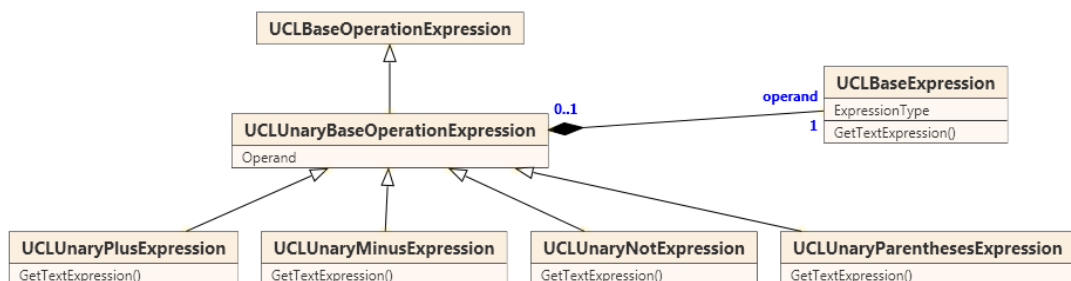 UCLBaseOperationExpression
UCLBaseExpression
ExpressionType
GetTextExpression()
operand
1
0..1
UCLUnaryBaseOperationExpression
Operand
UCLUnaryPlusExpression
GetTextExpression()
UCLUnaryMinusExpression
GetTextExpression()
UCLUnaryNotExpression
GetTextExpression()
UCLUnaryParenthesesExpression
GetTextExpression()